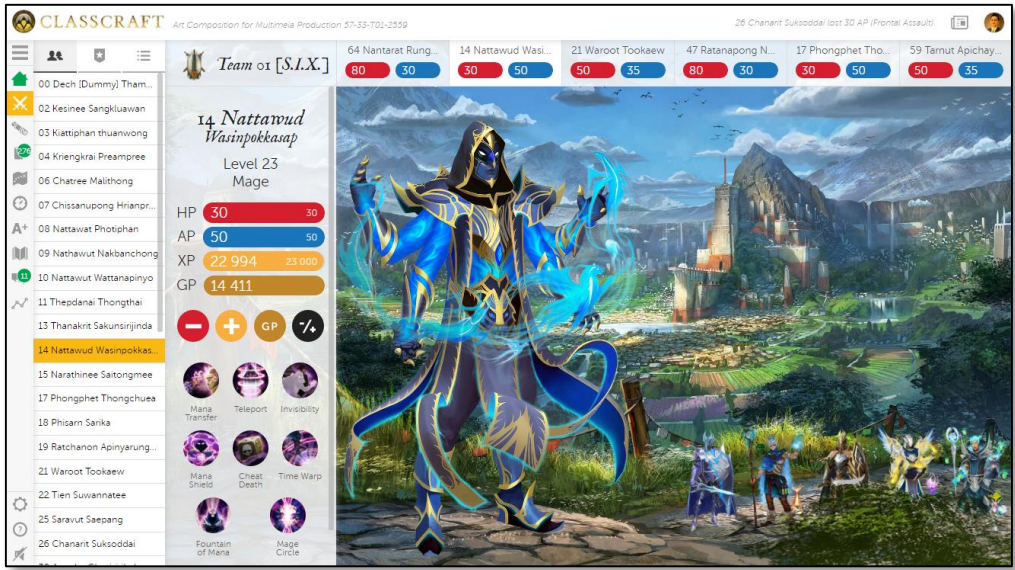 CLASSCRAFT
Art Composition for Multimeia Production 57-33-T01-2559
26 Chanarit Suksoddai lost 30 AP (Frontal Assault)
276
A+
11
00 Dech [Dummy] Tham...
02 Kesinee Sangkluawan
03 Kiattiphan thuanwong
04 Kriengkrai Preampree
06 Chatree Malithong
07 Chissanupong Hrianpr...
08 Nattawat Photiphan
09 Nathawut Nakbanchong
10 Nattawut Wattanapinyo
11 Thepdanai Thongthai
13 Thanakrit Sakunsirijinda
14 Nattawud Wasinpokkas...
15 Narathinee Saitongmee
17 Phongphet Thongchuea
18 Phisarn Sarika
19 Ratchanon Apinyarung...
21 Waroot Tookaew
22 Tien Suwannatee
25 Saravut Saepang
26 Chanarit Suksoddai
Team 01 [S.I.X.]
14 Nattawud
Wasinpokkasap
Level 23
Mage
HP 30 30
AP 50 50
XP 22 994 23 000
GP 14 411
GP
-/+
Mana
Transfer
Teleport
Invisibility
Mana
Shield
Cheat
Death
Time Warp
Fountain
of Mana
Mage
Circle
64 Nantarat Rung...
80 30
14 Nattawud Wasi...
30 50
21 Waroot Tookaew
50 35
47 Ratanapong N...
80 30
17 Phongphet Tho...
30 50
59 Tarnut Apichay...
50 35